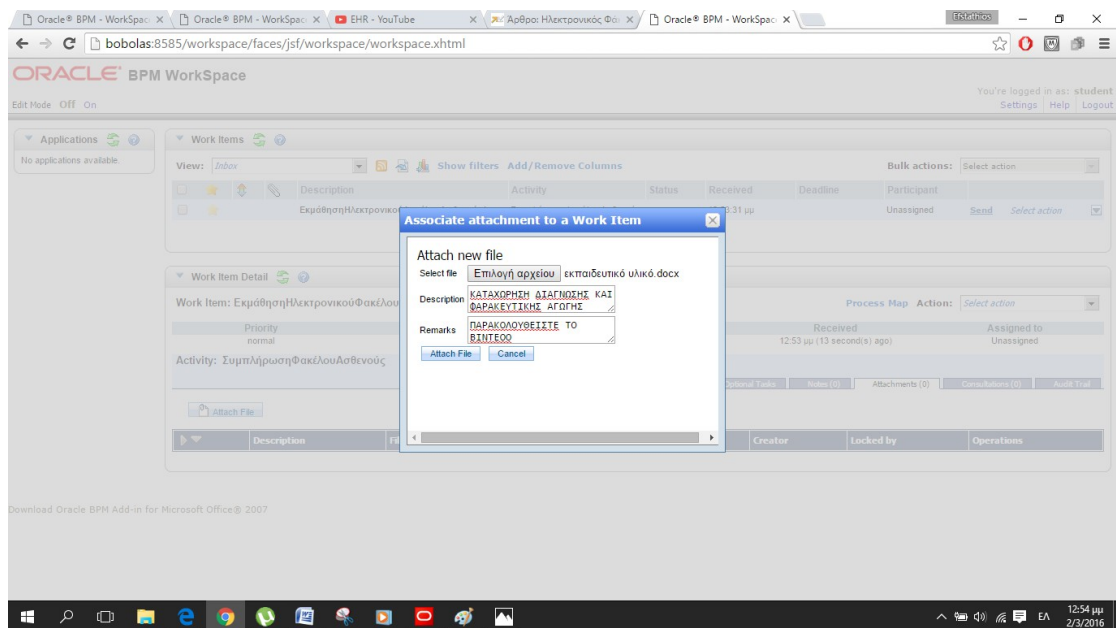 Oracle® BPM - WorkSpac
Oracle® BPM - WorkSpac
EHR - YouTube
Άρθρο: Ηλεκτρονικός Φα
Oracle® BPM - WorkSpac
Efstathios
bobolas:8585/workspace/faces/jsf/workspace/workspace.xhtml
ORACLE® BPM WorkSpace
You're logged in as: student
Edit Mode Off On
Settings Help Logout
Applications
Work Items
No applications available.
View: Inbox
Show filters Add/Remove Columns
Bulk actions: Select action
Description Activity Status Received Deadline Participant
ΕκμάθησηΗλεκτρονικο
:31 μμ
Unassigned Send Select action
Associate attachment to a Work Item
Attach new file
Select file Επιλογή αρχείου εκπαιδευτικό υλικό.docx
Description ΚΑΤΑΧΩΡΗΣΗ ΔΙΑΓΝΩΣΗΣ ΚΑΙ
ΦΑΡΑΚΕΥΤΙΚΗΣ ΑΓΩΓΗΣ
Remarks ΠΑΡΑΚΟΛΟΥΘΕΙΣΤΕ ΤΟ
ΒΙΝΤΕΟΟ
Attach File Cancel
Work Item Detail
Work Item: ΕκμάθησηΗλεκτρονικούΦακέλου
Process Map Action: Select action
Priority Received Assigned to
normal 12:53 μμ (13 second(s) ago) Unassigned
Activity: ΣυμπλήρωσηΦακέλουΑσθενούς
Optional Tasks Notes (0) Attachments (0) Consultations (0) Audit Trail
Attach File
Description Fil Creator Locked by Operations
Download Oracle BPM Add-in for Microsoft Office® 2007
ΕΛ
12:54 μμ
2/3/2016